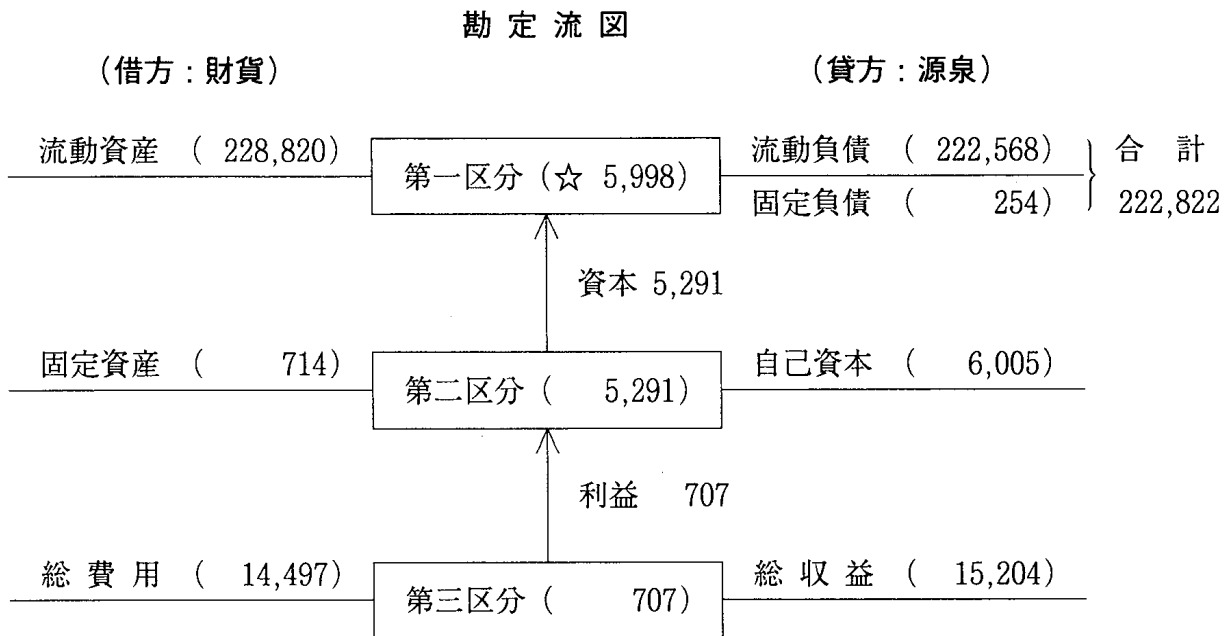 勘定流図
（借方：財貨） （貸方：源泉）
流動資産 （ 228,820） 第一区分（☆ 5,998） 流動負債 （ 222,568） 合 計
固定負債 （ 254） 222,822
資本 5,291
固定資産 （ 714） 第二区分（ 5,291） 自己資本 （ 6,005）
利益 707
総 費 用 （ 14,497） 第三区分（ 707） 総 収 益 （ 15,204）